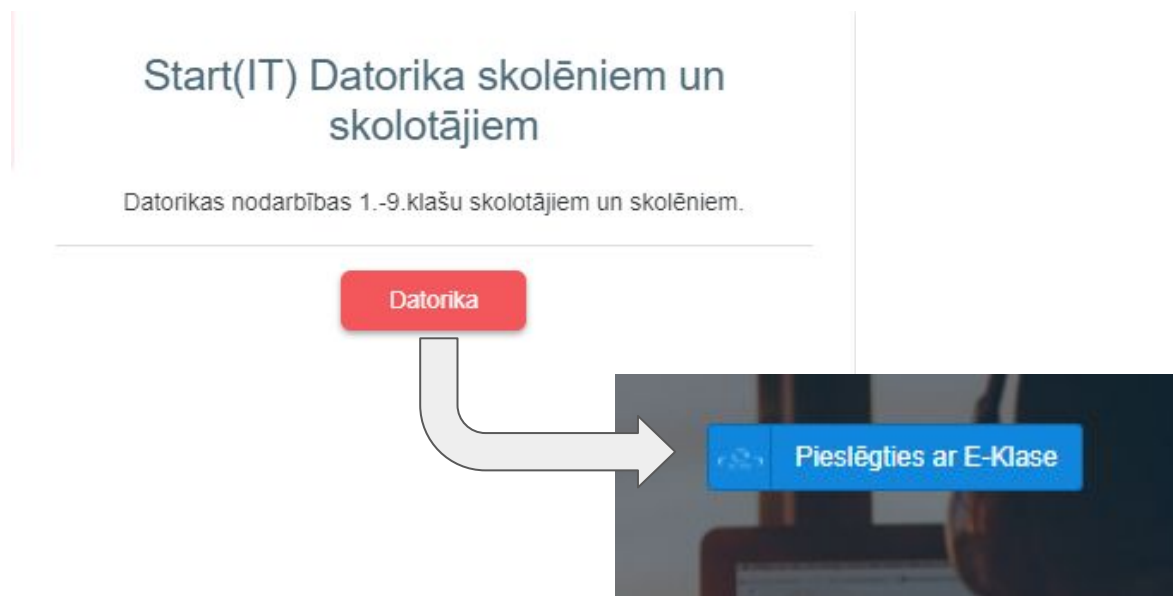 Start(IT) Datorika skolēniem un
skolotājiem
Datorikas nodarbības 1.-9.klašu skolotājiem un skolēniem.
Datorika
Pieslēgties ar E-Klase